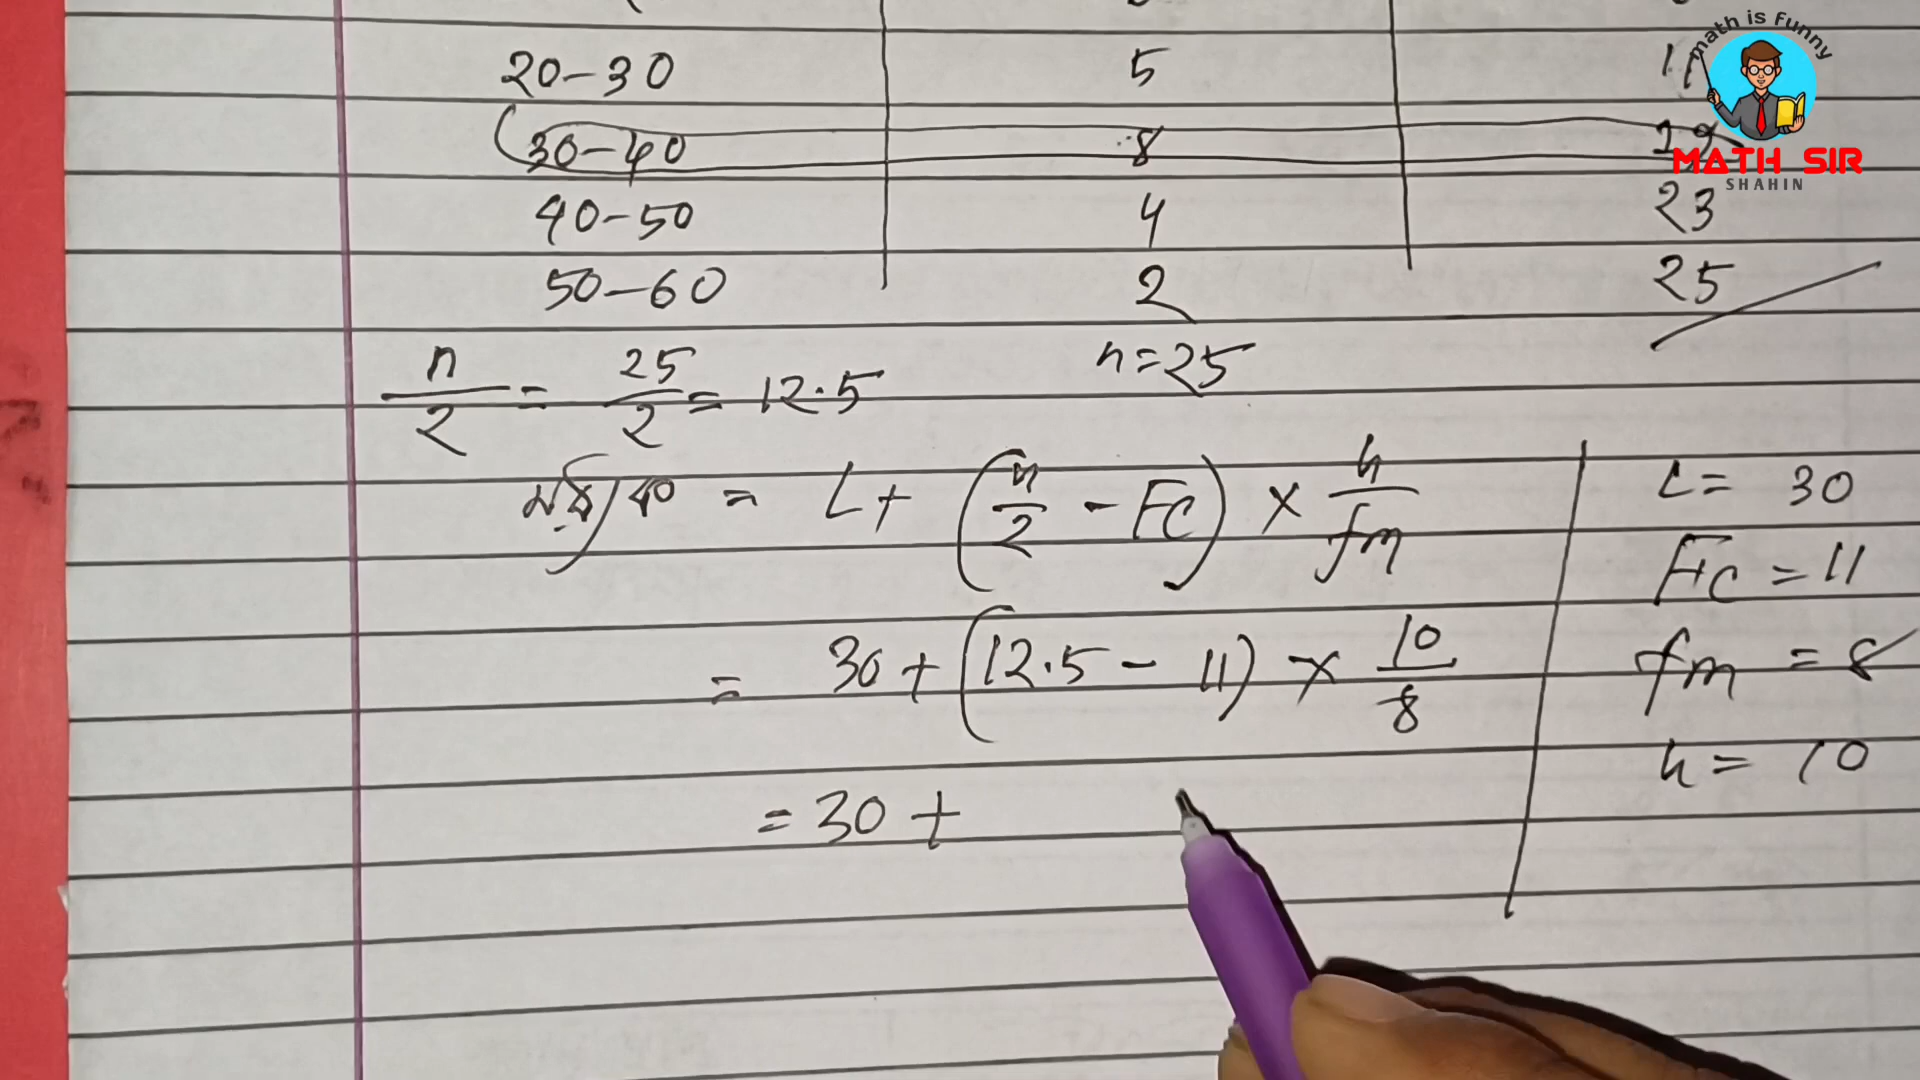 math is Funny
MATH SIR
SHAHIN
20-30 5 11
30-40 8 19
40-50 4 23
50-60 2 25
n/2 = 25/2 = 12.5 n=25
মধ্যক = L + (n/2 - Fc) × h/fm
= 30 + (12.5 - 11) × 10/8
= 30 +
L = 30
Fc = 11
fm = 8
h = 10